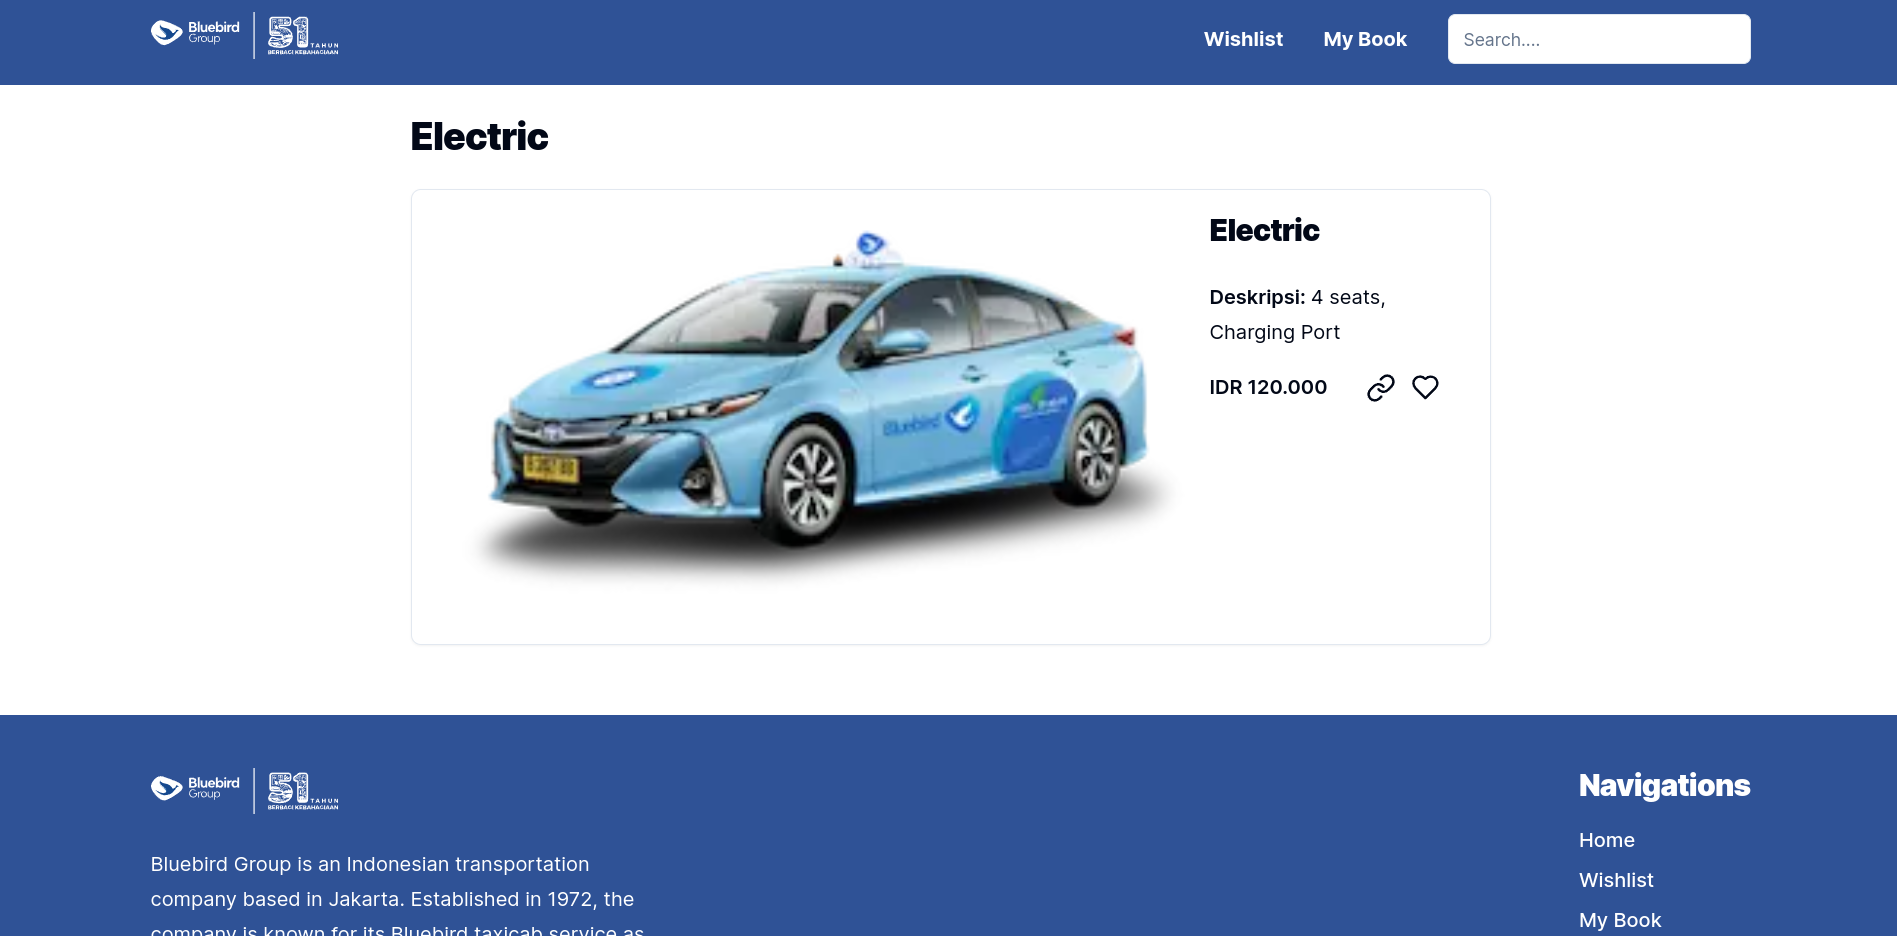 Bluebird
Group
51
TAHUN
BERBAGI KEBAHAGIAAN
Wishlist
My Book
Search....
Electric
Electric
Deskripsi: 4 seats,
Charging Port
IDR 120.000
Bluebird
Bluebird
Group
51
TAHUN
BERBAGI KEBAHAGIAAN
Bluebird Group is an Indonesian transportation
company based in Jakarta. Established in 1972, the
company is known for its Bluebird taxicab service as
Navigations
Home
Wishlist
My Book